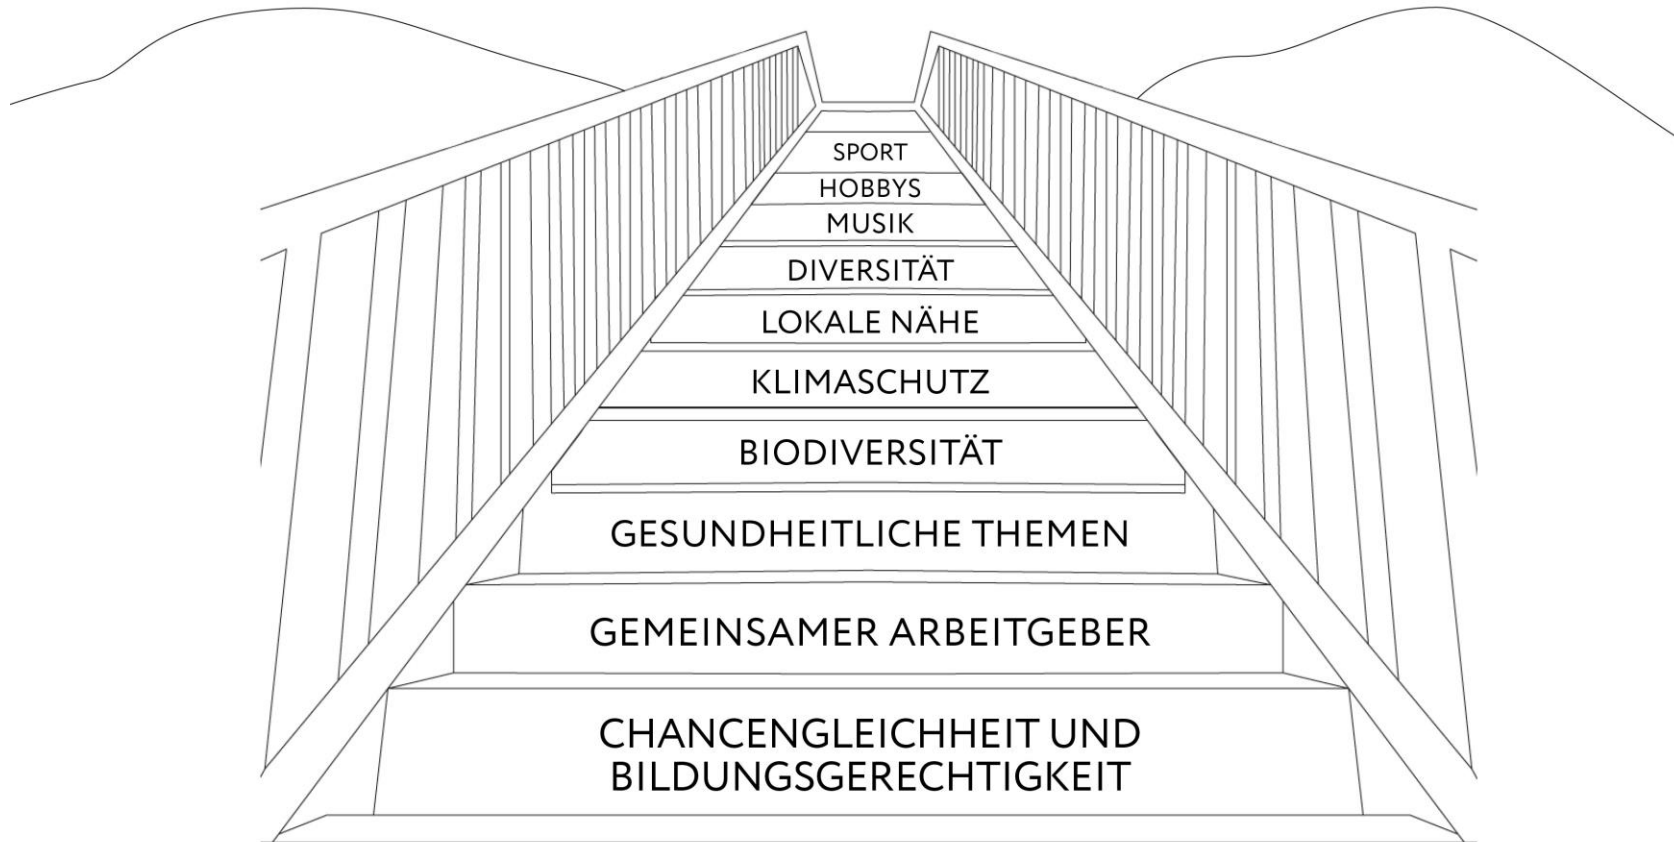 SPORT
HOBBYS
MUSIK
DIVERSITÄT
LOKALE NÄHE
KLIMASCHUTZ
BIODIVERSITÄT
GESUNDHEITLICHE THEMEN
GEMEINSAMER ARBEITGEBER
CHANCENGLEICHHEIT UND
BILDUNGSGERECHTIGKEIT